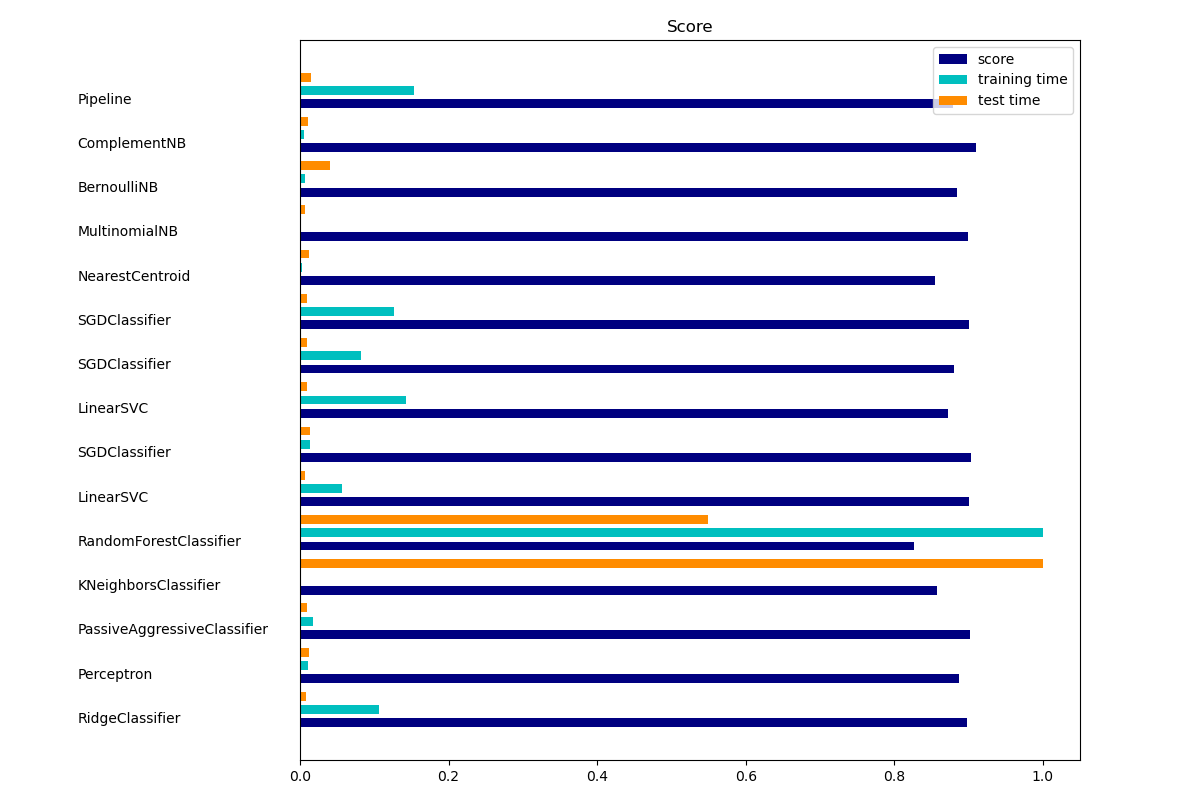 Score
score
training time
test time
Pipeline
ComplementNB
BernoulliNB
MultinomialNB
NearestCentroid
SGDClassifier
SGDClassifier
LinearSVC
SGDClassifier
LinearSVC
RandomForestClassifier
KNeighborsClassifier
PassiveAggressiveClassifier
Perceptron
RidgeClassifier
0.0 0.2 0.4 0.6 0.8 1.0